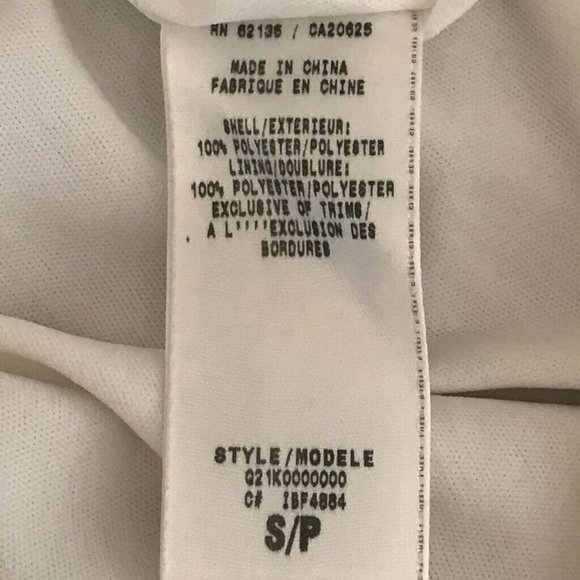 RN 62136 / CA20625
MADE IN CHINA
FABRIQUE EN CHINE
SHELL/EXTERIEUR:
100% POLYESTER/POLYESTER
LINING/DOUBLURE:
100% POLYESTER/POLYESTER
EXCLUSIVE OF TRIMS/
A L''''EXCLUSION DES
BORDURES
STYLE/MODELE
Q21K0000000
C# IBF4884
S/P